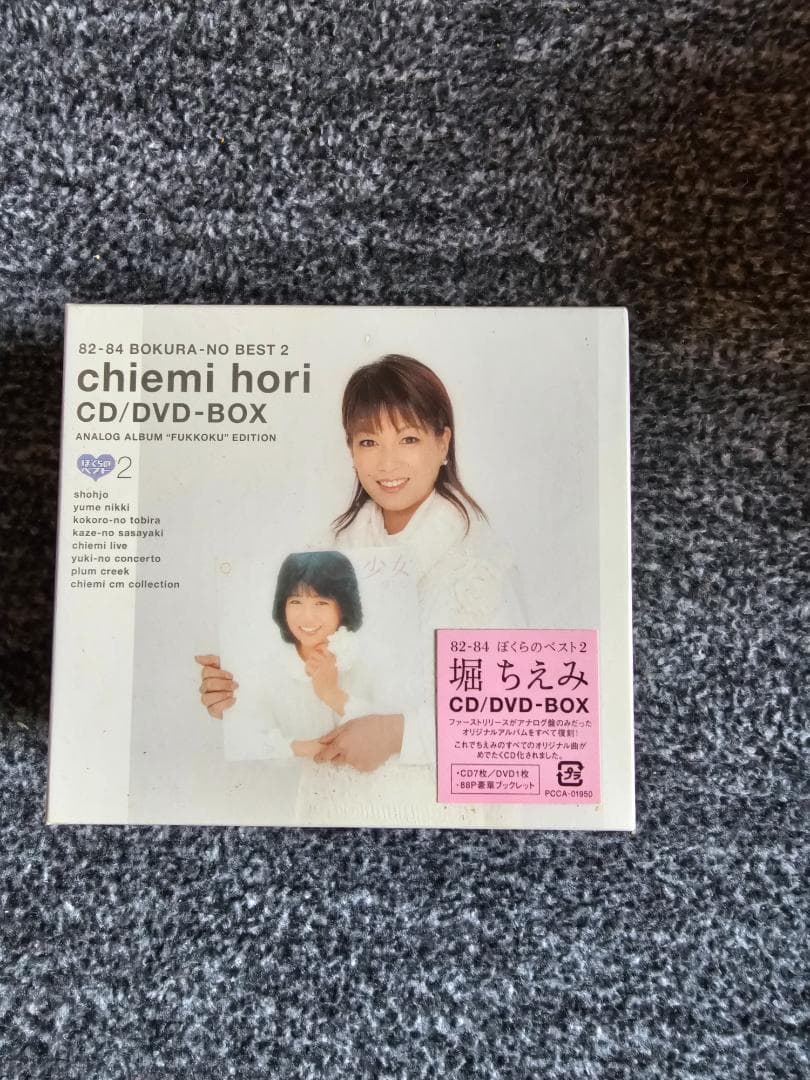 82-84 BOKURA-NO BEST 2
chiemi hori
CD/DVD-BOX
ANALOG ALBUM "FUKKOKU" EDITION
ぼくらの
ベスト
2
shohjo
yume nikki
kokoro-no tobira
kaze-no sasayaki
chiemi live
yuki-no concerto
plum creek
chiemi cm collection
少女
82-84 ぼくらのベスト2
堀 ちえみ
CD/DVD-BOX
ファーストリリースがアナログ盤のみだった
オリジナルアルバムをすべて復刻!
これでちえみのすべてのオリジナル曲が
めでたくCD化されました。
・CD7枚/DVD1枚
・88P豪華ブックレット
プラ
PCCA-01950